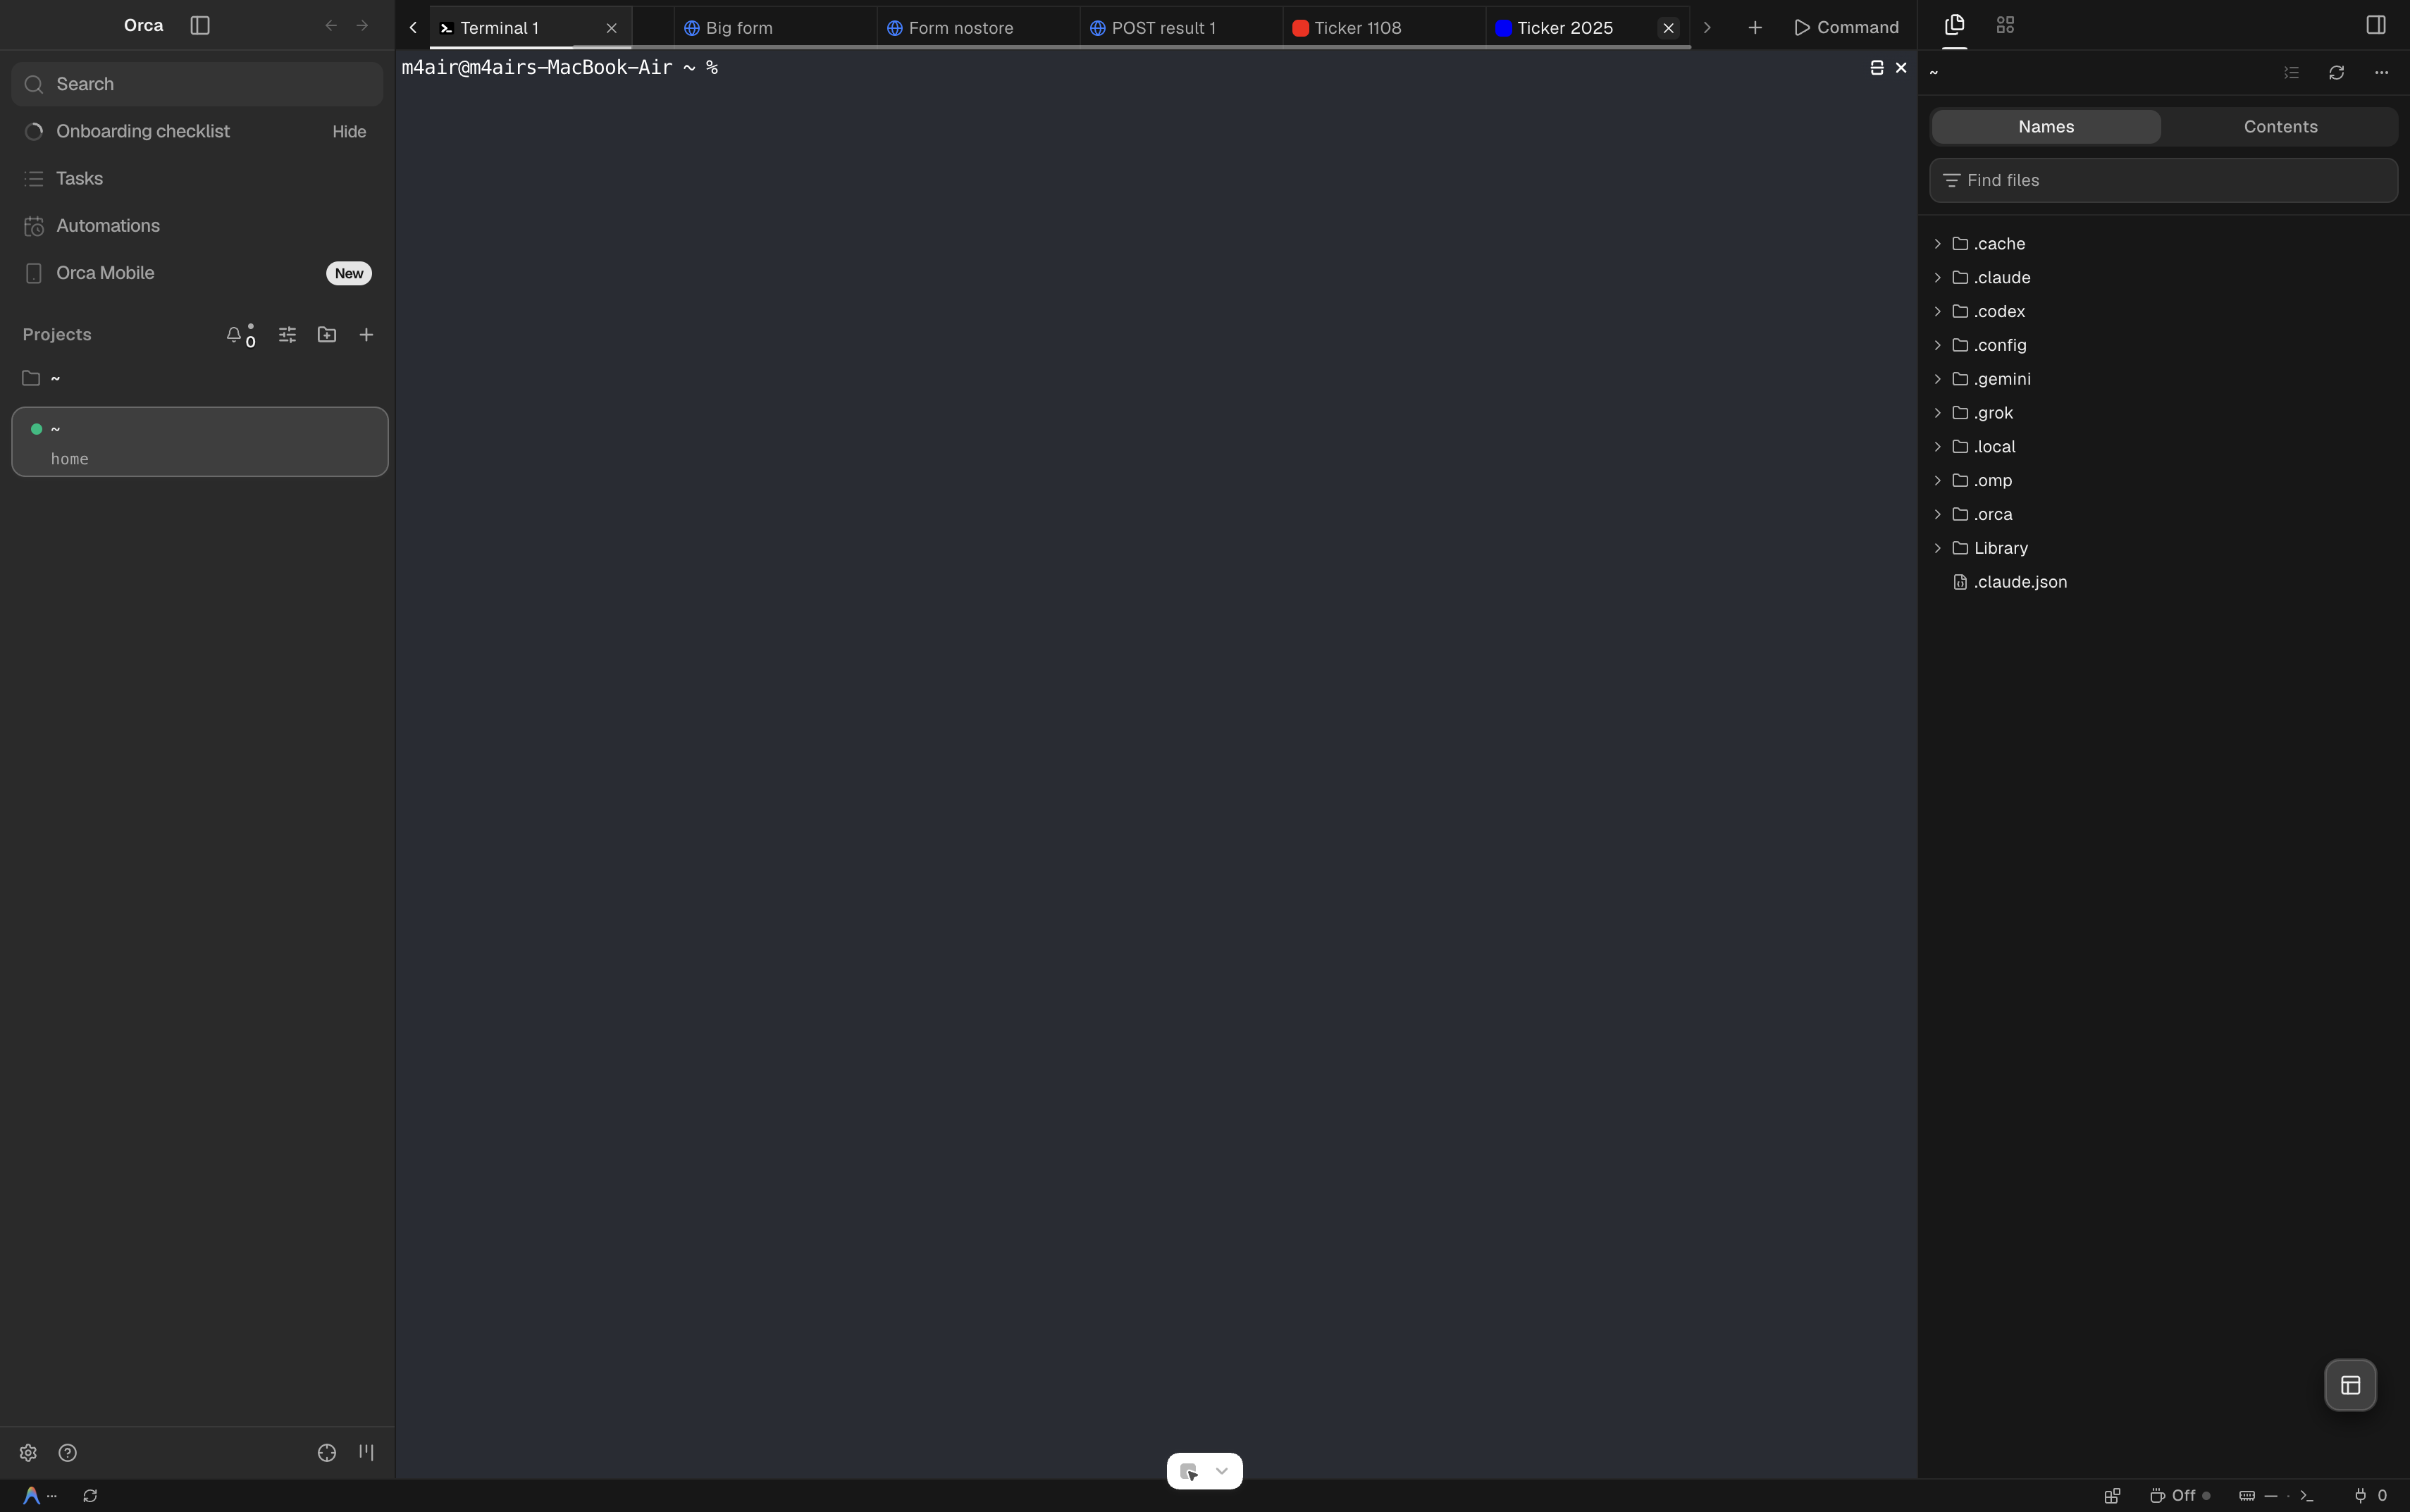 Orca
Search
Onboarding checklist Hide
Tasks
Automations
Orca Mobile New
Projects 0
~
~
home
Terminal 1
Big form
Form nostore
POST result 1
Ticker 1108
Ticker 2025
Command
m4air@m4airs-MacBook-Air ~ %
~
Names Contents
Find files
.cache
.claude
.codex
.config
.gemini
.grok
.local
.omp
.orca
Library
.claude.json
Off
0